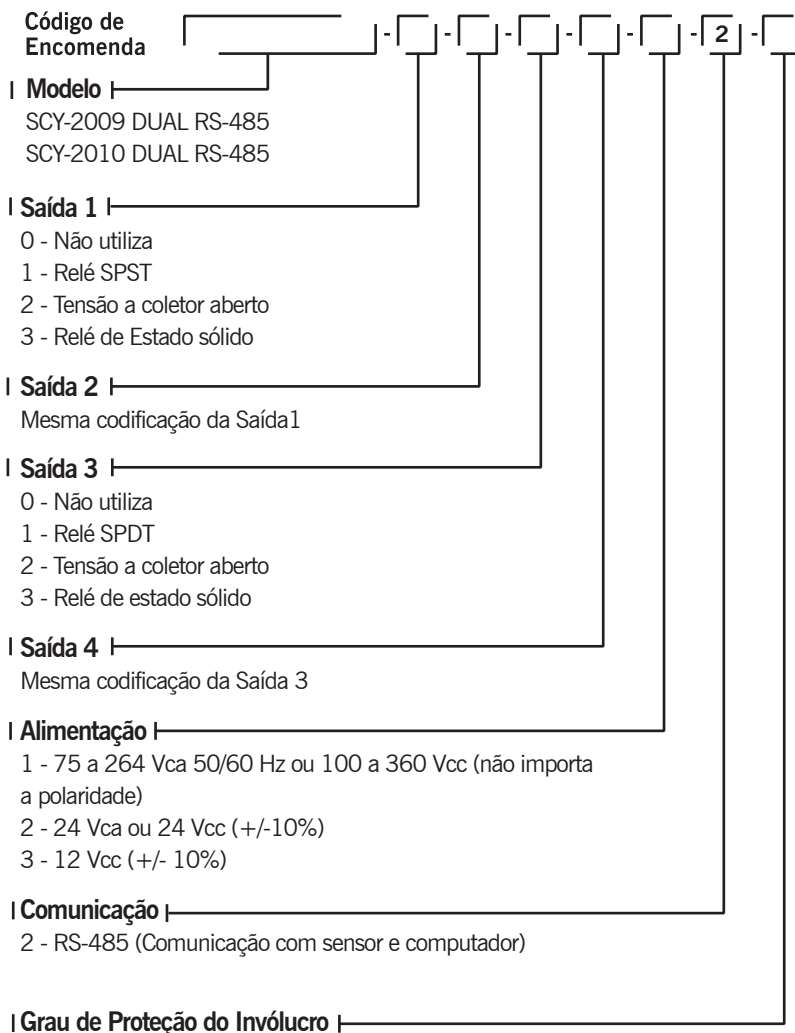 Código de
Encomenda
- - - - - - 2 -
Modelo
SCY-2009 DUAL RS-485
SCY-2010 DUAL RS-485
Saída 1
0 - Não utiliza
1 - Relé SPST
2 - Tensão a coletor aberto
3 - Relé de Estado sólido
Saída 2
Mesma codificação da Saída1
Saída 3
0 - Não utiliza
1 - Relé SPDT
2 - Tensão a coletor aberto
3 - Relé de estado sólido
Saída 4
Mesma codificação da Saída 3
Alimentação
1 - 75 a 264 Vca 50/60 Hz ou 100 a 360 Vcc (não importa
a polaridade)
2 - 24 Vca ou 24 Vcc (+/-10%)
3 - 12 Vcc (+/- 10%)
Comunicação
2 - RS-485 (Comunicação com sensor e computador)
Grau de Proteção do Invólucro